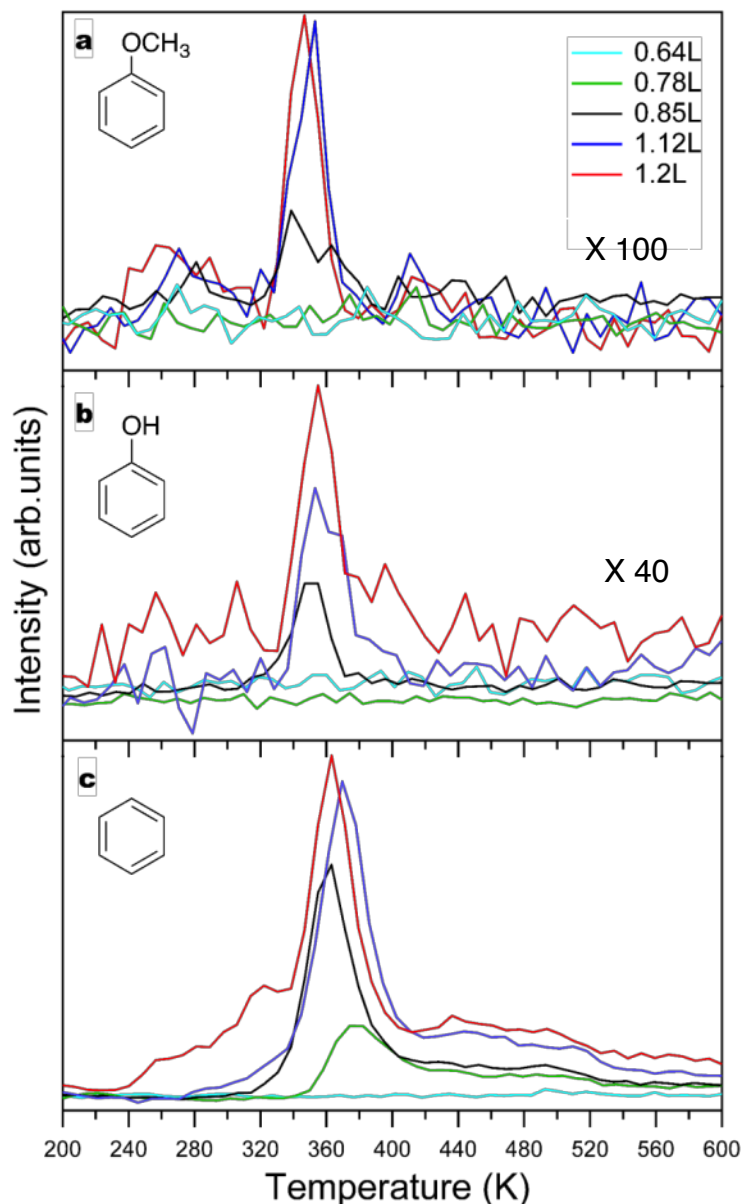 a
OCH3
0.64L
0.78L
0.85L
1.12L
1.2L
X 100
b
OH
X 40
c
Intensity (arb.units)
200 240 280 320 360 400 440 480 520 560 600
Temperature (K)